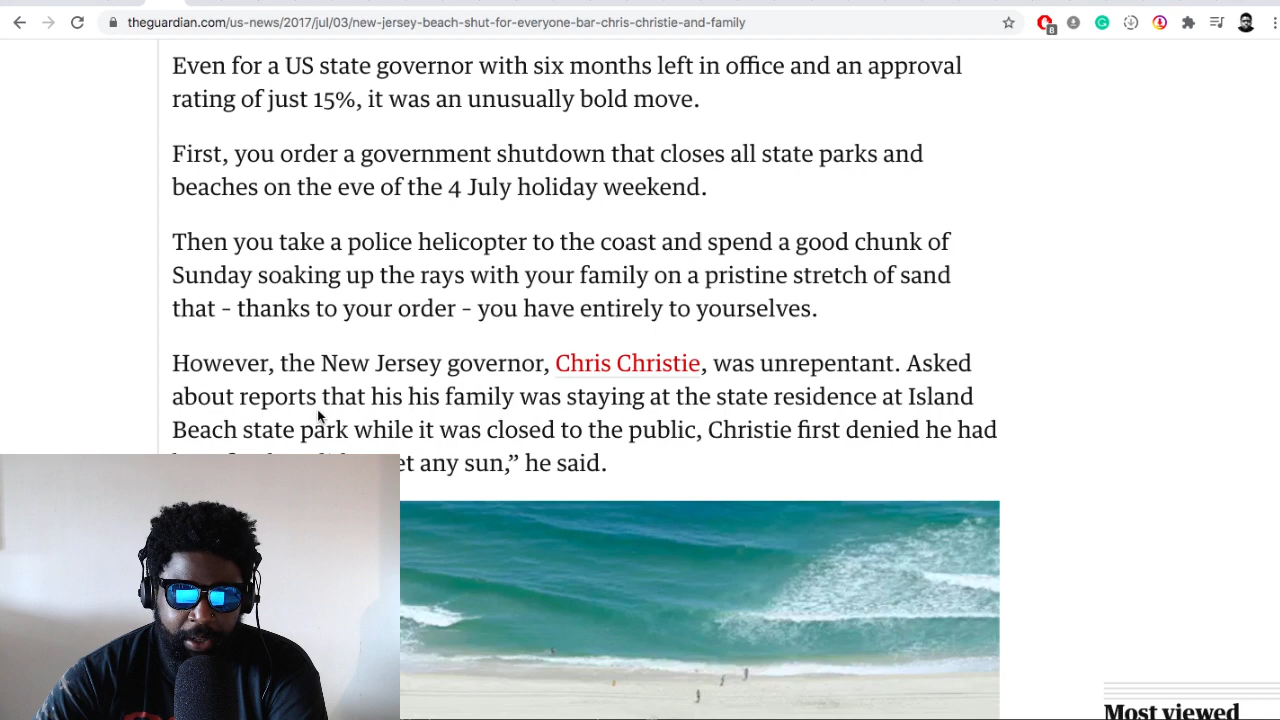 theguardian.com/us-news/2017/jul/03/new-jersey-beach-shut-for-everyone-bar-chris-christie-and-family
Even for a US state governor with six months left in office and an approval
rating of just 15%, it was an unusually bold move.
First, you order a government shutdown that closes all state parks and
beaches on the eve of the 4 July holiday weekend.
Then you take a police helicopter to the coast and spend a good chunk of
Sunday soaking up the rays with your family on a pristine stretch of sand
that – thanks to your order – you have entirely to yourselves.
However, the New Jersey governor, Chris Christie, was unrepentant. Asked
about reports that his his family was staying at the state residence at Island
Beach state park while it was closed to the public, Christie first denied he had
any sun,” he said.
Most viewed